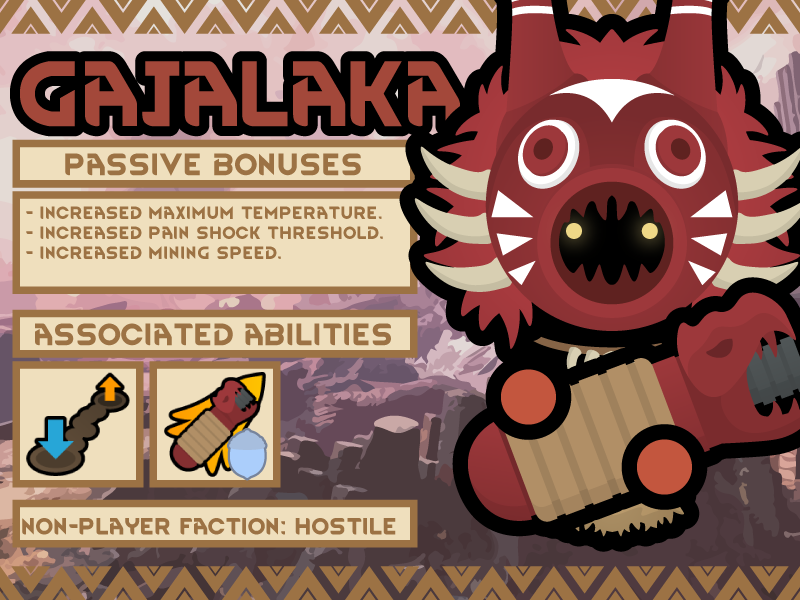 GAJALAKA
PASSIVE BONUSES
- INCREASED MAXIMUM TEMPERATURE.
- INCREASED PAIN SHOCK THRESHOLD.
- INCREASED MINING SPEED.
ASSOCIATED ABILITIES
NON-PLAYER FACTION: HOSTILE